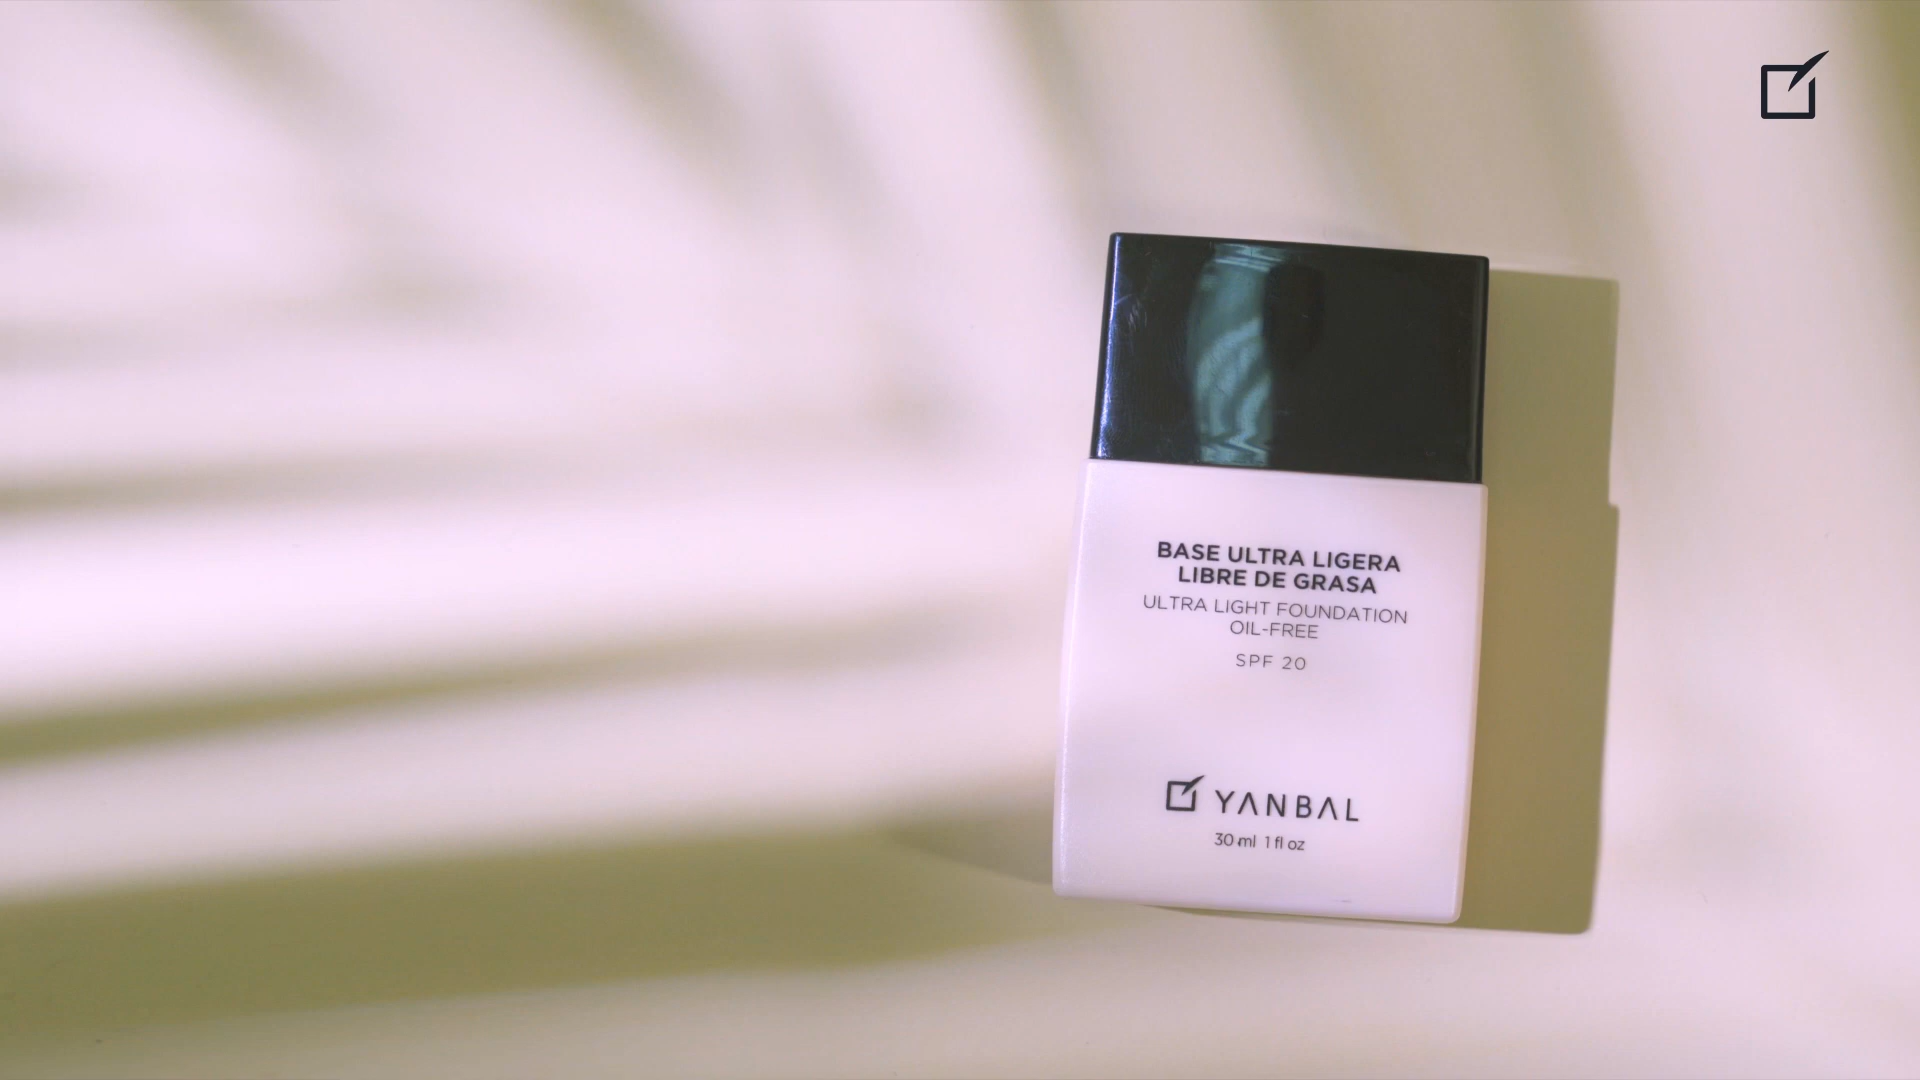 BASE ULTRA LIGERA
LIBRE DE GRASA
ULTRA LIGHT FOUNDATION
OIL-FREE
SPF 20
YANBAL
30 ml 1 fl oz